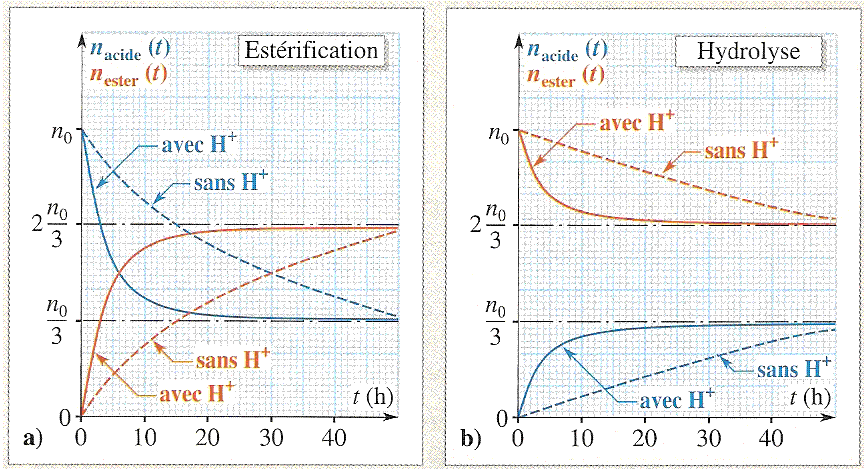 n_acide (t)
n_ester (t)
Estérification
n₀
avec H⁺
sans H⁺
2 n₀/3
n₀/3
sans H⁺
avec H⁺
t (h)
0
0 10 20 30 40
a)
n_acide (t)
n_ester (t)
Hydrolyse
n₀
avec H⁺
sans H⁺
2 n₀/3
n₀/3
sans H⁺
avec H⁺
t (h)
0
0 10 20 30 40
b)